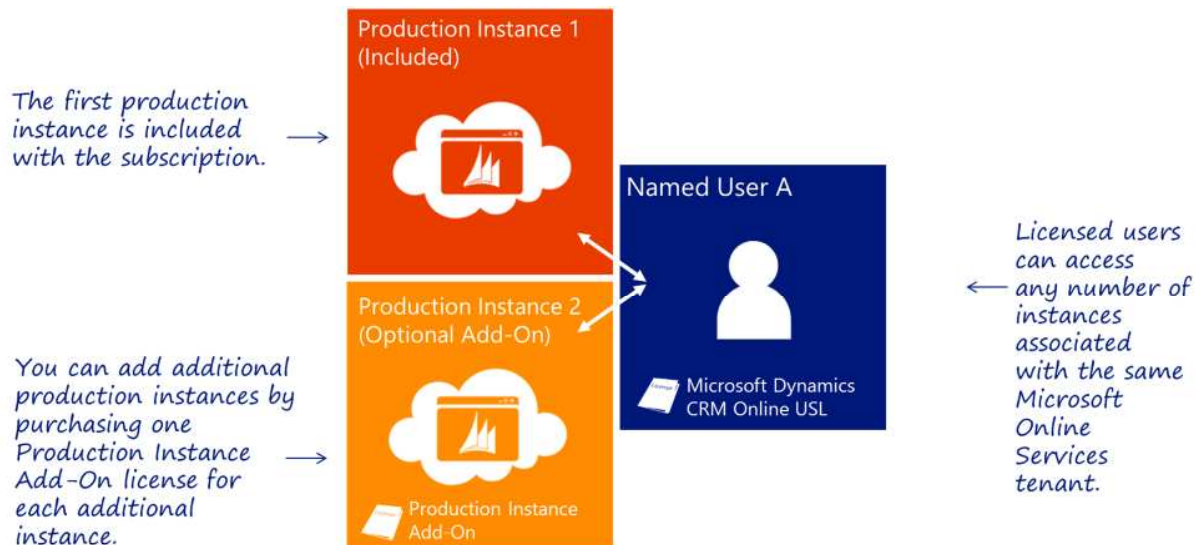 Production Instance 1
(Included)
The first production
instance is included
with the subscription.
Named User A
Microsoft Dynamics
CRM Online USL
Licensed users
can access
any number of
instances
associated
with the same
Microsoft
Online
Services
tenant.
Production Instance 2
(Optional Add-On)
Production Instance
Add-On
You can add additional
production instances by
purchasing one
Production Instance
Add-On license for
each additional
instance.